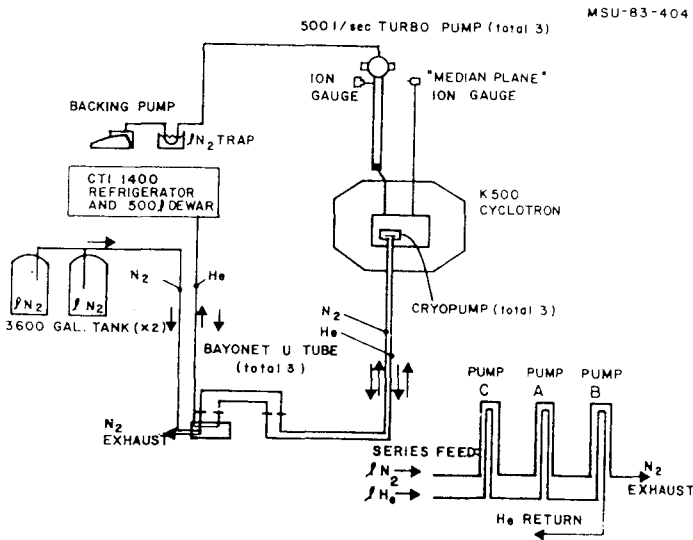 MSU-83-404
500 l/sec TURBO PUMP (total 3)
ION
GAUGE
"MEDIAN PLANE"
ION GAUGE
BACKING PUMP
lN2 TRAP
CTI 1400
REFRIGERATOR
AND 500 l DEWAR
K500
CYCLOTRON
N2
He
lN2
lN2
3600 GAL. TANK (x2)
CRYOPUMP (total 3)
N2
He
BAYONET U TUBE
(total 3)
PUMP
C
PUMP
A
PUMP
B
N2
EXHAUST
SERIES FEED
lN2
lHe
N2
EXHAUST
He RETURN